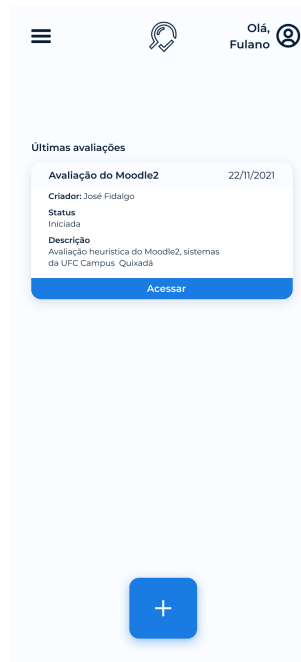 Olá,
Fulano
Últimas avaliações
Avaliação do Moodle2 22/11/2021
Criador: José Fidalgo
Status
Iniciada
Descrição
Avaliação heuristica do Moodle2, sistemas
da UFC Campus Quixadá
Acessar
+